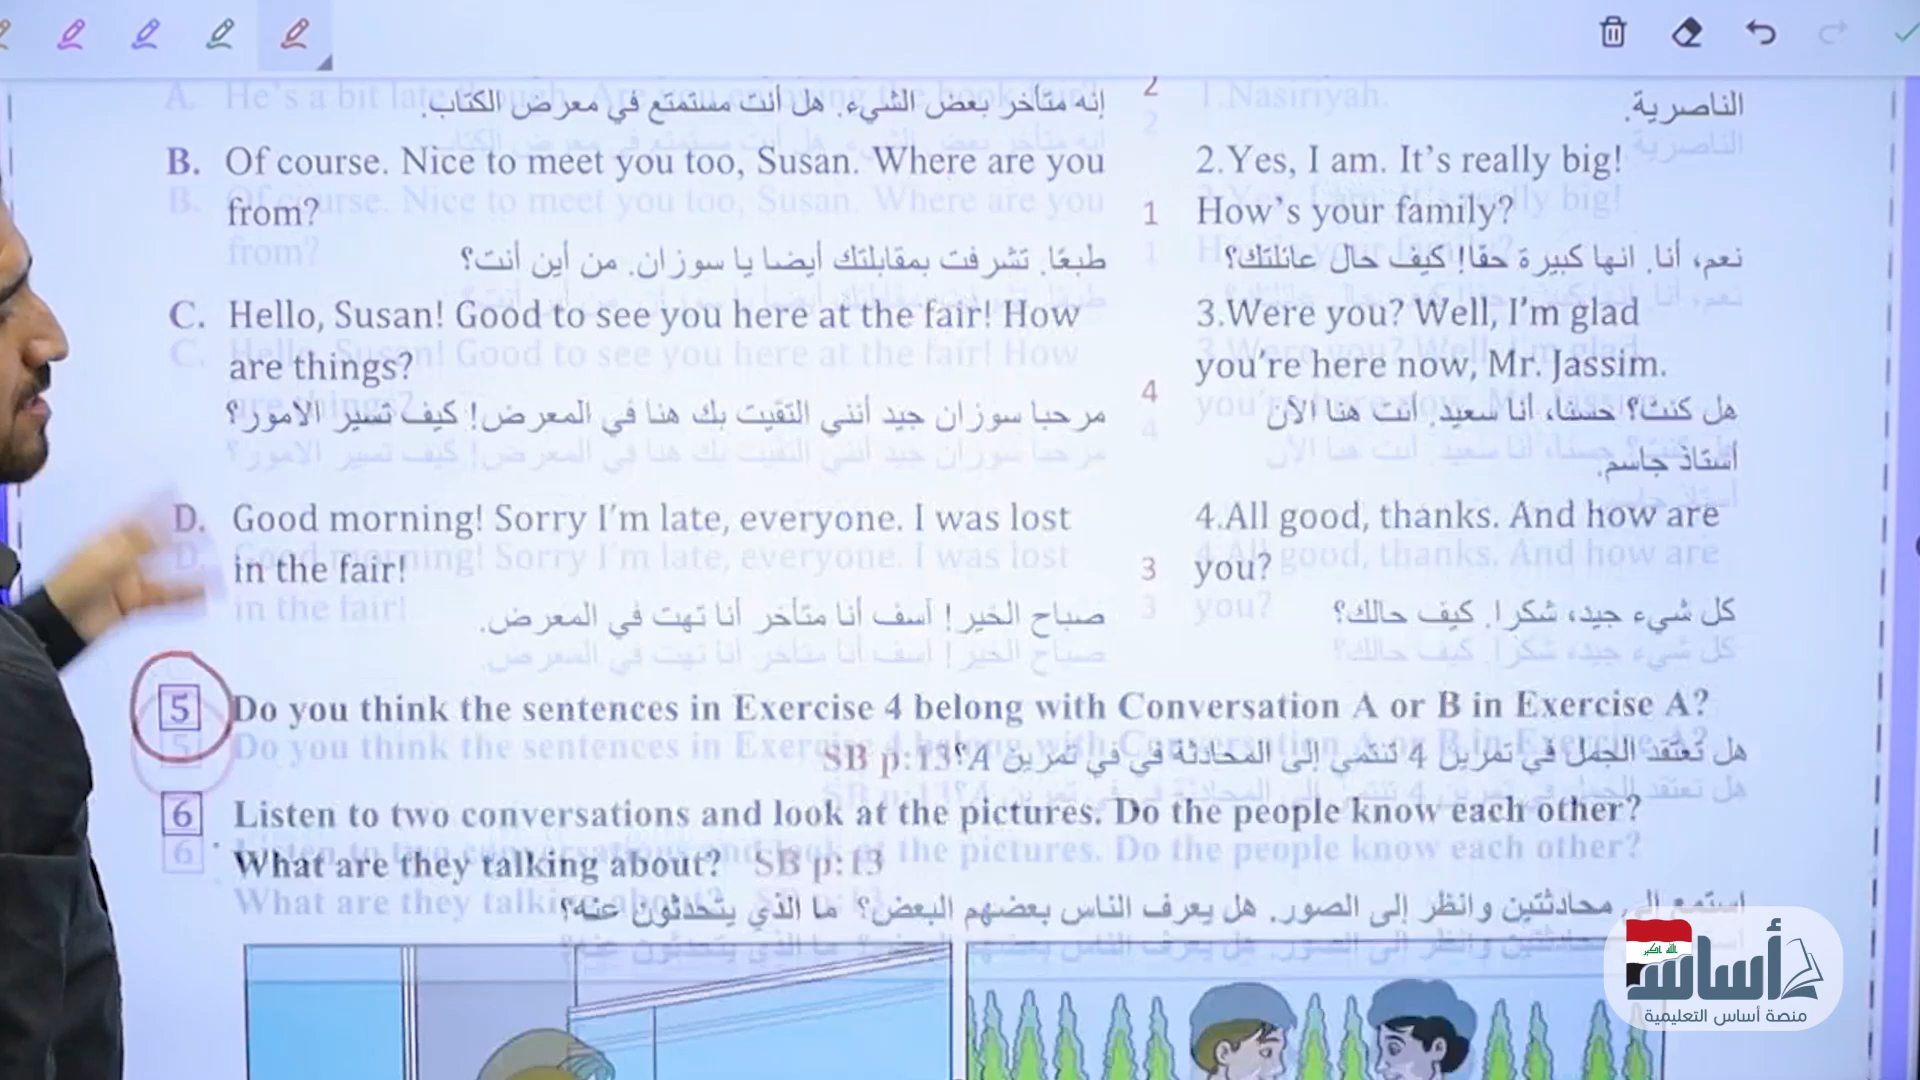 A. He's a bit late though. Are you enjoying the book fair? 2 1.Nasiriyah.
إنه متأخر بعض الشيء. هل أنت مستمتع في معرض الكتاب.
الناصرية.
B. Of course. Nice to meet you too, Susan. Where are you
from?
طبعًا. تشرفت بمقابلتك أيضا يا سوزان. من أين أنت؟
1
2.Yes, I am. It's really big!
How's your family?
نعم، أنا. انها كبيرة حقا! كيف حال عائلتك؟
C. Hello, Susan! Good to see you here at the fair! How
are things?
مرحبا سوزان جيد أنني التقيت بك هنا في المعرض! كيف تسير الامور؟
4
3.Were you? Well, I'm glad
you're here now, Mr. Jassim.
هل كنت؟ حسنا، أنا سعيد. أنت هنا الآن
أستاذ جاسم.
D. Good morning! Sorry I'm late, everyone. I was lost
in the fair!
صباح الخير! آسف أنا متأخر أنا تهت في المعرض.
3
4.All good, thanks. And how are
you?
كل شيء جيد، شكرا. كيف حالك؟
5 Do you think the sentences in Exercise 4 belong with Conversation A or B in Exercise A?
هل تعتقد الجمل في تمرين 4 تنتمي إلى المحادثة في في تمرين A؟ SB p:13
6 Listen to two conversations and look at the pictures. Do the people know each other?
What are they talking about? SB p:13
استمع إلى محادثتين وانظر إلى الصور. هل يعرف الناس بعضهم البعض؟ ما الذي يتحدثون عنه؟
أساس
منصة أساس التعليمية